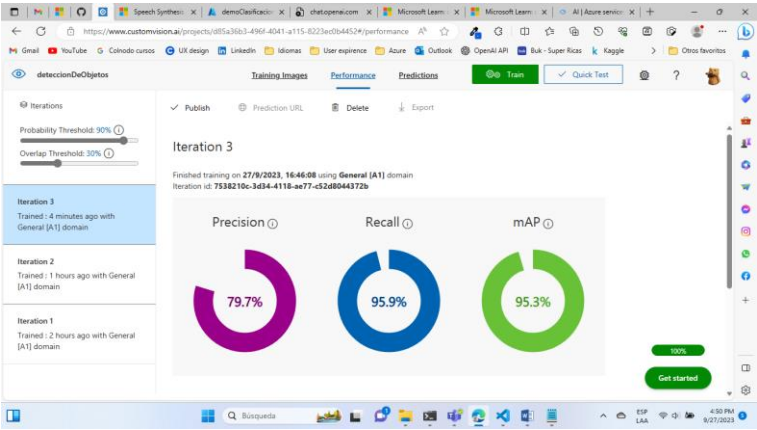 Speech Synthesis
demoClasificacion
chat.openai.com
Microsoft Learn
Microsoft Learn
AI | Azure service
https://www.customvision.ai/projects/d85a36b3-496f-4041-a115-8223ec0b4452#/performance
Gmail YouTube Colnodo cursos UX design LinkedIn Idiomas User expirence Azure Outlook OpenAI API Buk - Super Ricas Kaggle Otros favoritos
deteccionDeObjetos Training Images Performance Predictions Train Quick Test ?
Iterations
Publish Prediction URL Delete Export
Probability Threshold: 90%
Overlap Threshold: 30%
Iteration 3
Finished training on 27/9/2023, 16:46:08 using General [A1] domain
Iteration id: 7538210c-3d34-4118-ae77-c52d8044372b
Iteration 3
Trained : 4 minutes ago with
General [A1] domain
Iteration 2
Trained : 1 hours ago with General
[A1] domain
Iteration 1
Trained : 2 hours ago with General
[A1] domain
Precision Recall mAP
79.7% 95.9% 95.3%
100%
Get started
Búsqueda
ESP
LAA
4:50 PM
9/27/2023